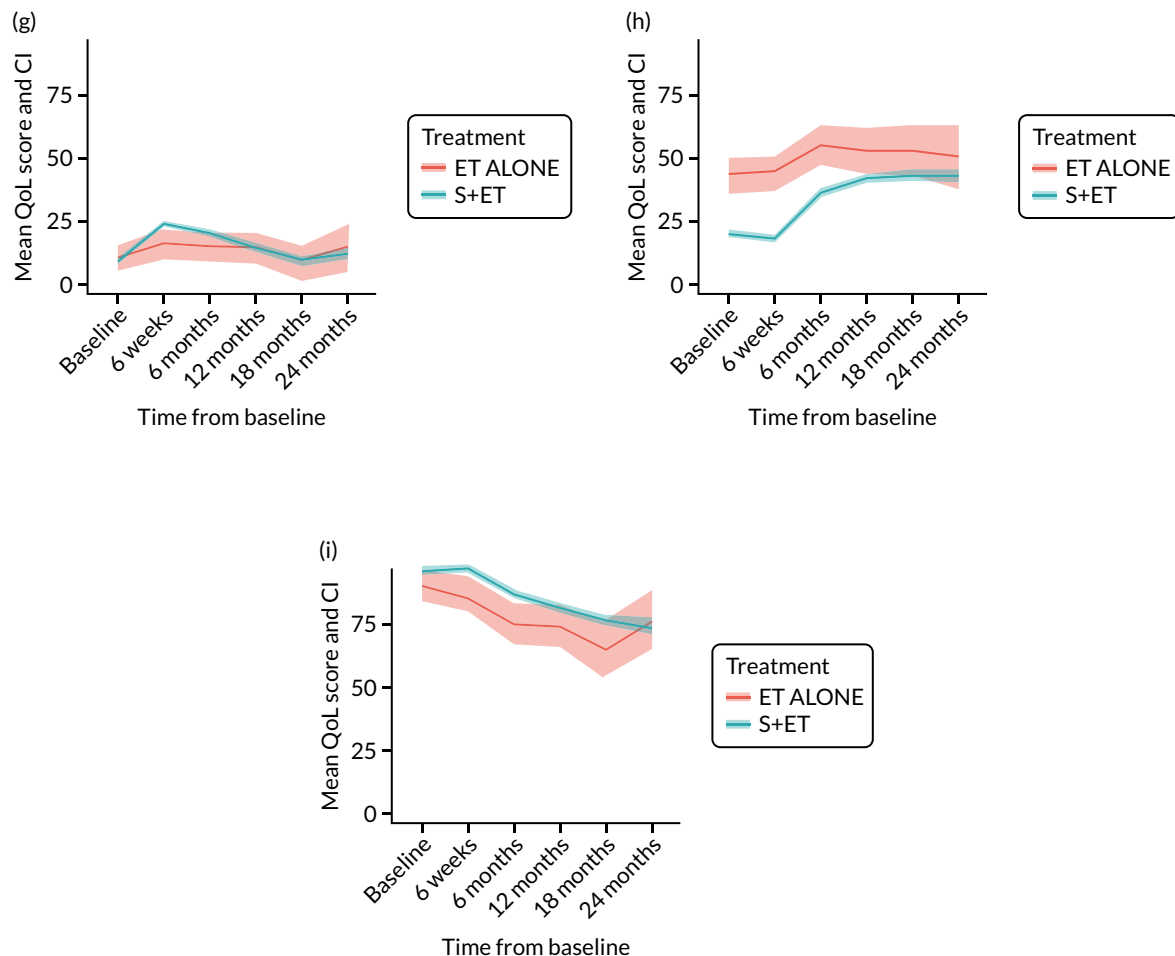 (g)
Mean QoL score and CI
75
50
25
0
Baseline
6 weeks
6 months
12 months
18 months
24 months
Time from baseline
Treatment
ET ALONE
S+ET
(h)
Mean QoL score and CI
75
50
25
0
Baseline
6 weeks
6 months
12 months
18 months
24 months
Time from baseline
Treatment
ET ALONE
S+ET
(i)
Mean QoL score and CI
75
50
25
0
Baseline
6 weeks
6 months
12 months
18 months
24 months
Time from baseline
Treatment
ET ALONE
S+ET